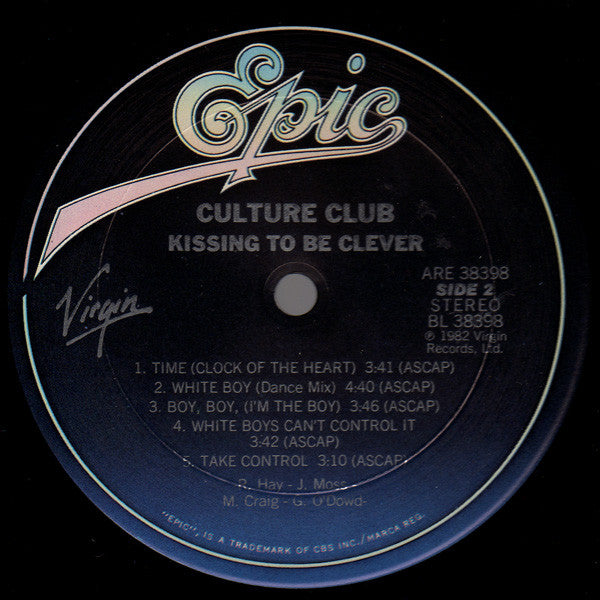 Epic
CULTURE CLUB
KISSING TO BE CLEVER
Virgin
ARE 38398
SIDE 2
STEREO
BL 38398
℗ 1982 Virgin
Records, Ltd.
1. TIME (CLOCK OF THE HEART) 3:41 (ASCAP)
2. WHITE BOY (Dance Mix) 4:40 (ASCAP)
3. BOY, BOY, (i'M THE BOY) 3:46 (ASCAP)
4. WHITE BOYS CAN'T CONTROL IT
3:42 (ASCAP)
5. TAKE CONTROL 3:10 (ASCAP)
R. Hay - J. Moss -
M. Craig - G. O'Dowd-
"EPIC", IS A TRADEMARK OF CBS INC./MARCA REG.